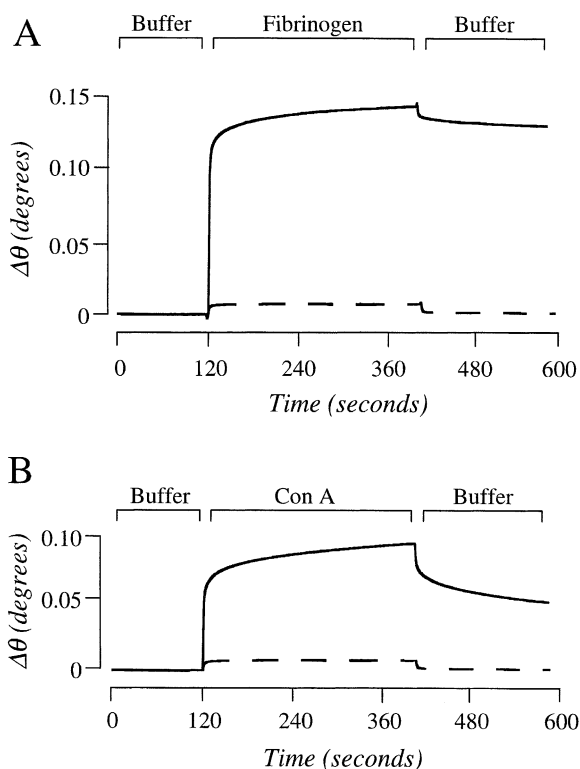 A
Buffer Fibrinogen Buffer
0.15
0.10
0.05
0
Δθ (degrees)
0 120 240 360 480 600
Time (seconds)
B
Buffer Con A Buffer
0.10
0.05
0
Δθ (degrees)
0 120 240 360 480 600
Time (seconds)